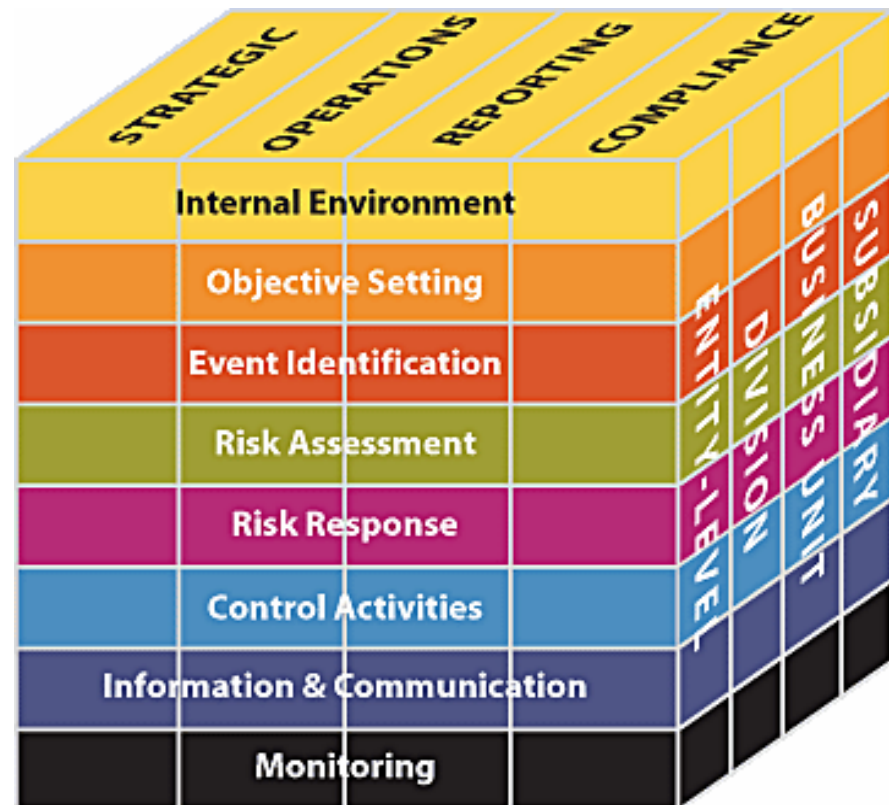 STRATEGIC
OPERATIONS
REPORTING
COMPLIANCE
Internal Environment
Objective Setting
Event Identification
Risk Assessment
Risk Response
Control Activities
Information & Communication
Monitoring
ENTITY-LEVEL
DIVISION
BUSINESS UNIT
SUBSIDIARY